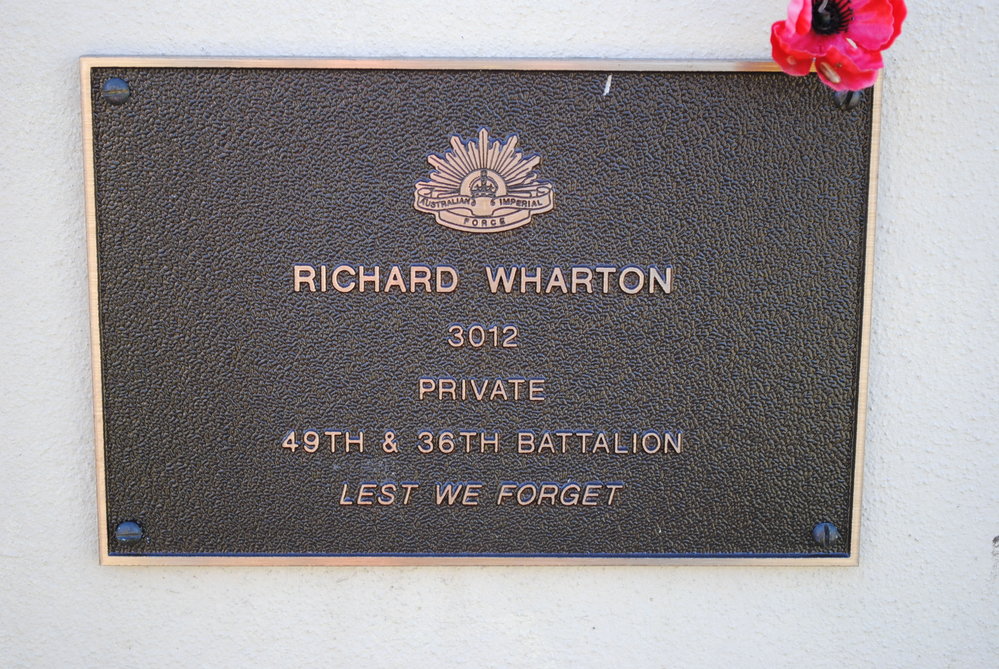 AUSTRALIAN IMPERIAL
FORCE
RICHARD WHARTON
3012
PRIVATE
49TH & 36TH BATTALION
LEST WE FORGET